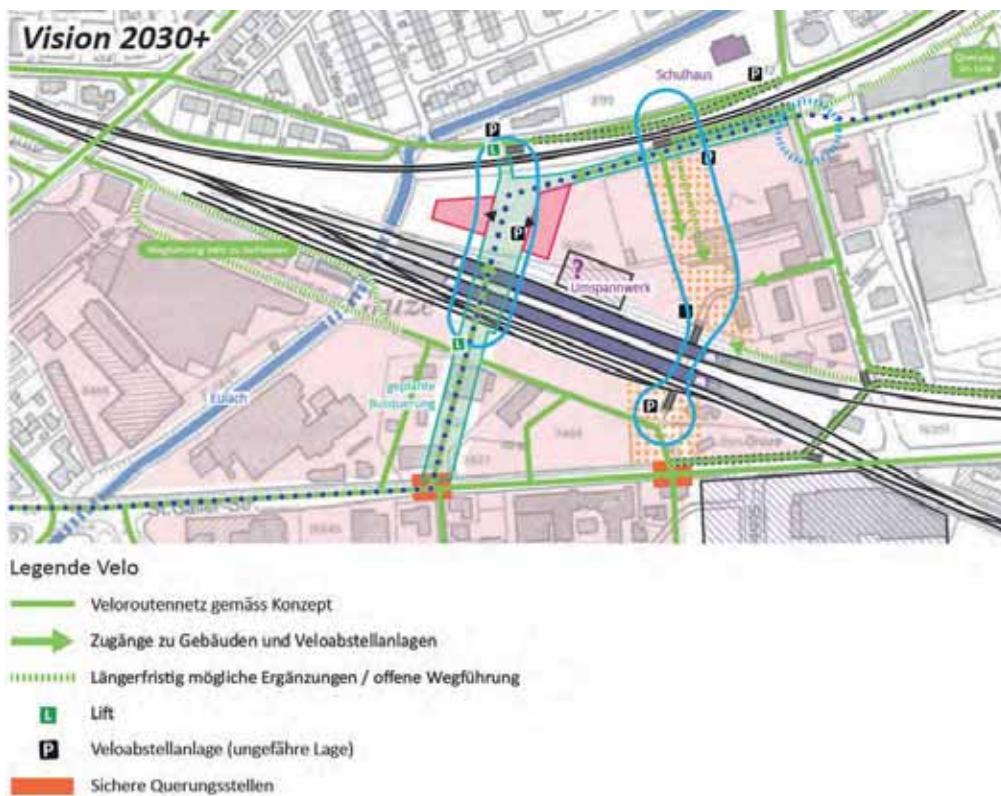 Vision 2030+
Schulhaus
P
P
L
P
P
?
Umspannwerk
Eulach
L
geplante
Busquerung
P
Legende Velo
Veloroutennetz gemäss Konzept
Zugänge zu Gebäuden und Veloabstellanlagen
Längerfristig mögliche Ergänzungen / offene Wegführung
L
Lift
P
Veloabstellanlage (ungefähre Lage)
Sichere Querungsstellen